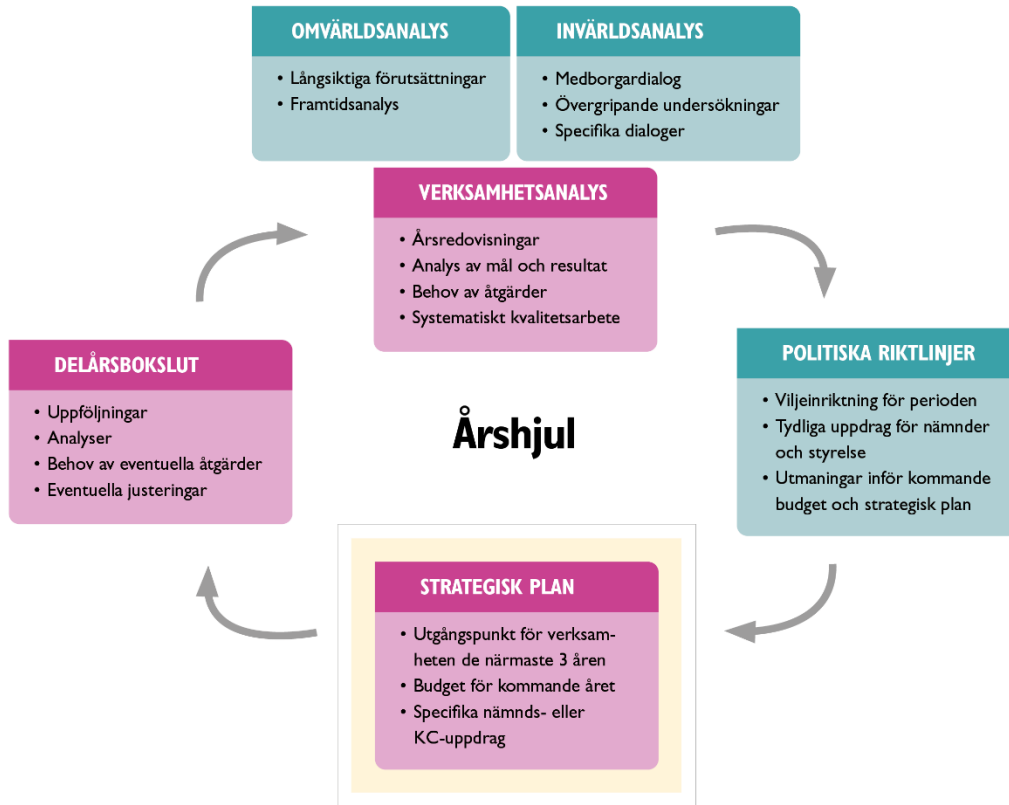 OMVÄRLDSANALYS
• Långsiktiga förutsättningar
• Framtidsanalys
INVÄRLDSANALYS
• Medborgardialog
• Övergripande undersökningar
• Specifika dialoger
VERKSAMHETSANALYS
• Årsredovisningar
• Analys av mål och resultat
• Behov av åtgärder
• Systematiskt kvalitetsarbete
DELÅRSBOKSLUT
• Uppföljningar
• Analyser
• Behov av eventuella åtgärder
• Eventuella justeringar
Årshjul
POLITISKA RIKTLINJER
• Viljeinriktning för perioden
• Tydliga uppdrag för nämnder
och styrelse
• Utmaningar inför kommande
budget och strategisk plan
STRATEGISK PLAN
• Utgångspunkt för verksam-
heten de närmaste 3 åren
• Budget för kommande året
• Specifika nämnds- eller
KC-uppdrag